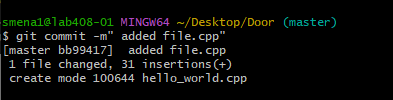 smena1@lab408-01 MINGW64 ~/Desktop/Door (master)
$ git commit -m" added file.cpp"
[master bb99417]  added file.cpp
 1 file changed, 31 insertions(+)
 create mode 100644 hello_world.cpp